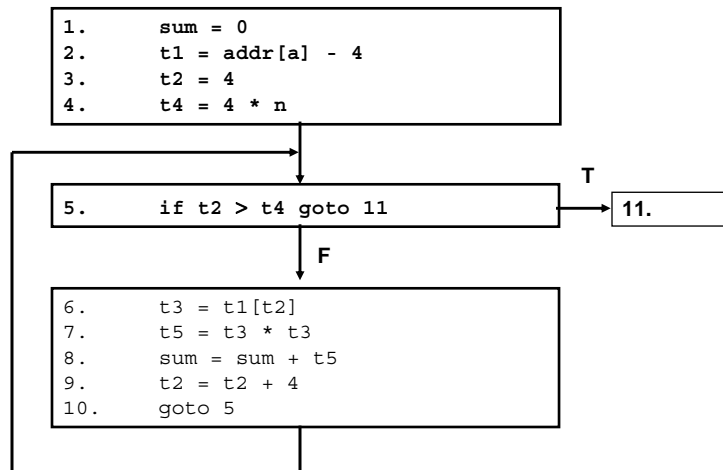 1. sum = 0
2. t1 = addr[a] - 4
3. t2 = 4
4. t4 = 4 * n
T
5. if t2 > t4 goto 11
11.
F
6. t3 = t1[t2]
7. t5 = t3 * t3
8. sum = sum + t5
9. t2 = t2 + 4
10. goto 5